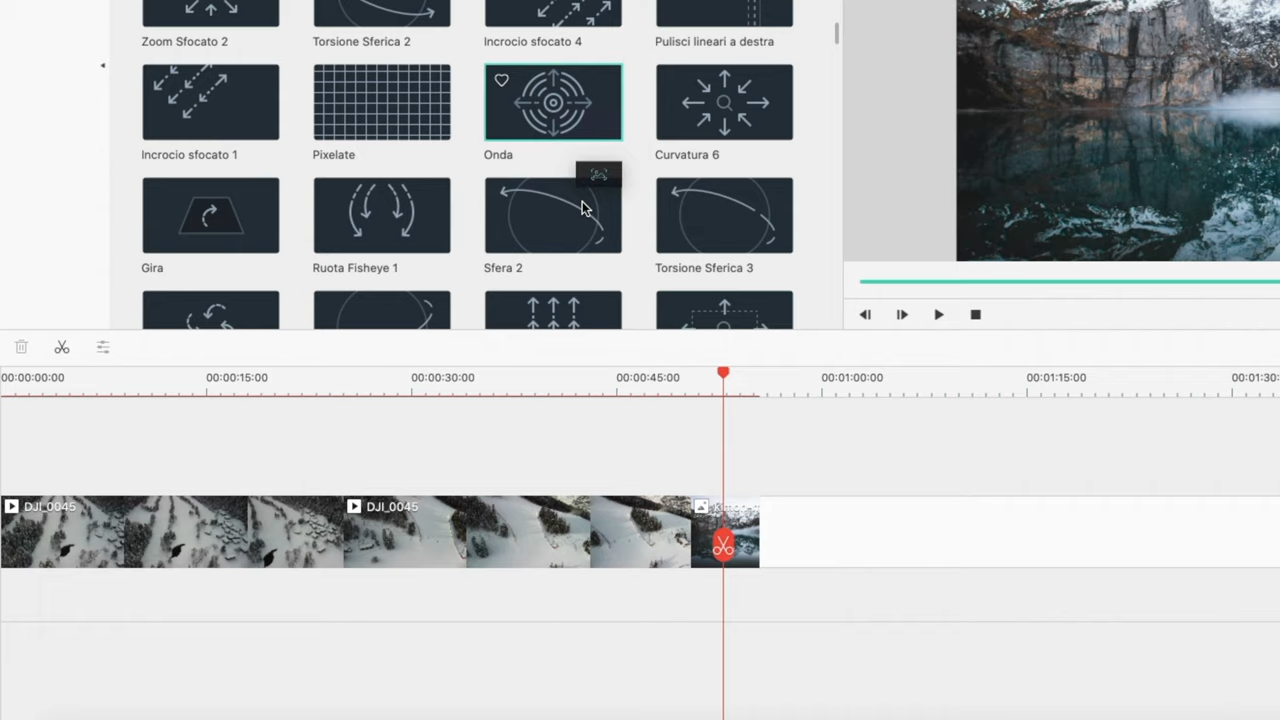 Zoom Sfocato 2
Torsione Sferica 2
Incrocio sfocato 4
Pulisci lineari a destra
Incrocio sfocato 1
Pixelate
Onda
Curvatura 6
Gira
Ruota Fisheye 1
Sfera 2
Torsione Sferica 3
00:00:00:00
00:00:15:00
00:00:30:00
00:00:45:00
00:01:00:00
00:01:15:00
00:01:30:
DJI_0045
DJI_0045